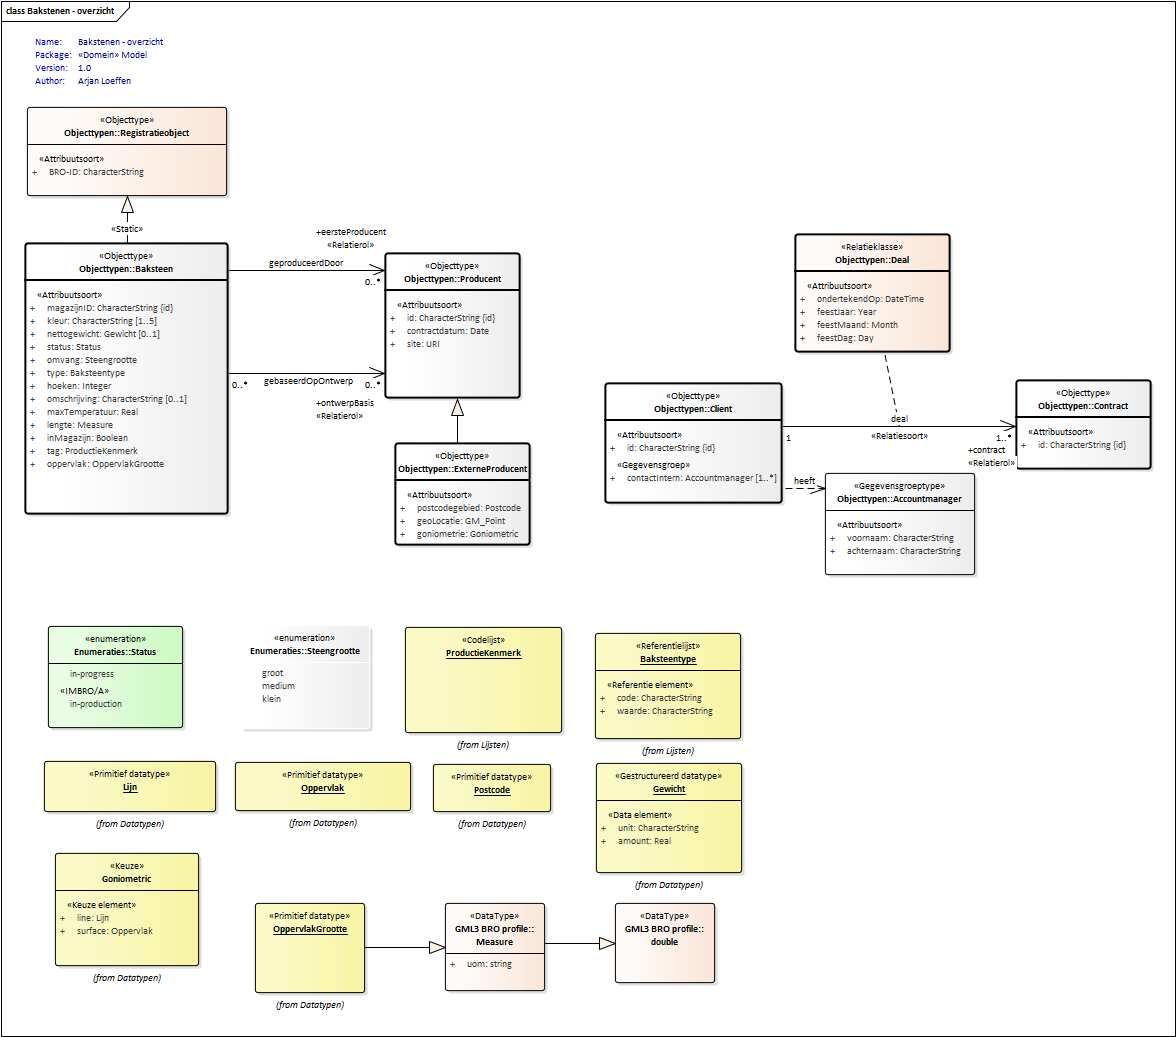 class Bakstenen - overzicht
Name: Bakstenen - overzicht
Package: «Domein» Model
Version: 1.0
Author: Arjan Loeffen
«Objecttype»
Objecttypen::Registratieobject
«Attribuutsoort»
+ BRO-ID: CharacterString
«Static»
«Objecttype»
Objecttypen::Baksteen
«Attribuutsoort»
+ magazijnID: CharacterString {id}
+ kleur: CharacterString [1..5]
+ nettogewicht: Gewicht [0..1]
+ status: Status
+ omvang: Steengrootte
+ type: Baksteentype
+ hoeken: Integer
+ omschrijving: CharacterString [0..1]
+ maxTemperatuur: Real
+ lengte: Measure
+ inMagazijn: Boolean
+ tag: ProductieKenmerk
+ oppervlak: OppervlakGrootte
+eersteProducent
«Relatierol»
geproduceerdDoor
0..*
gebaseerdOpOntwerp
0..*
0..*
+ontwerpBasis
«Relatierol»
«Objecttype»
Objecttypen::Producent
«Attribuutsoort»
+ id: CharacterString {id}
+ contractdatum: Date
+ site: URI
«Objecttype»
Objecttypen::ExterneProducent
«Attribuutsoort»
+ postcodegebied: Postcode
+ geoLocatie: GM_Point
+ goniometrie: Goniometric
«Relatieklasse»
Objecttypen::Deal
«Attribuutsoort»
+ ondertekendOp: DateTime
+ feestJaar: Year
+ feestMaand: Month
+ feestDag: Day
«Objecttype»
Objecttypen::Client
«Attribuutsoort»
+ id: CharacterString {id}
«Gegevensgroep»
+ contactIntern: Accountmanager [1..*]
deal
1
«Relatiesoort»
1..*
+contract
«Relatierol»
«Objecttype»
Objecttypen::Contract
«Attribuutsoort»
+ id: CharacterString {id}
heeft
«Gegevensgroeptype»
Objecttypen::Accountmanager
«Attribuutsoort»
+ voornaam: CharacterString
+ achternaam: CharacterString
«enumeration»
Enumeraties::Status
in-progress
«IMBRO/A»
in-production
«enumeration»
Enumeraties::Steengrootte
groot
medium
klein
«Codelijst»
ProductieKenmerk
(from Lijsten)
«Referentielijst»
Baksteentype
«Referentie element»
+ code: CharacterString
+ waarde: CharacterString
(from Lijsten)
«Primitief datatype»
Lijn
(from Datatypen)
«Primitief datatype»
Oppervlak
(from Datatypen)
«Primitief datatype»
Postcode
(from Datatypen)
«Gestructureerd datatype»
Gewicht
«Data element»
+ unit: CharacterString
+ amount: Real
(from Datatypen)
«Keuze»
Goniometric
«Keuze element»
+ line: Lijn
+ surface: Oppervlak
(from Datatypen)
«Primitief datatype»
OppervlakGrootte
(from Datatypen)
«DataType»
GML3 BRO profile::
Measure
+ uom: string
«DataType»
GML3 BRO profile::
double